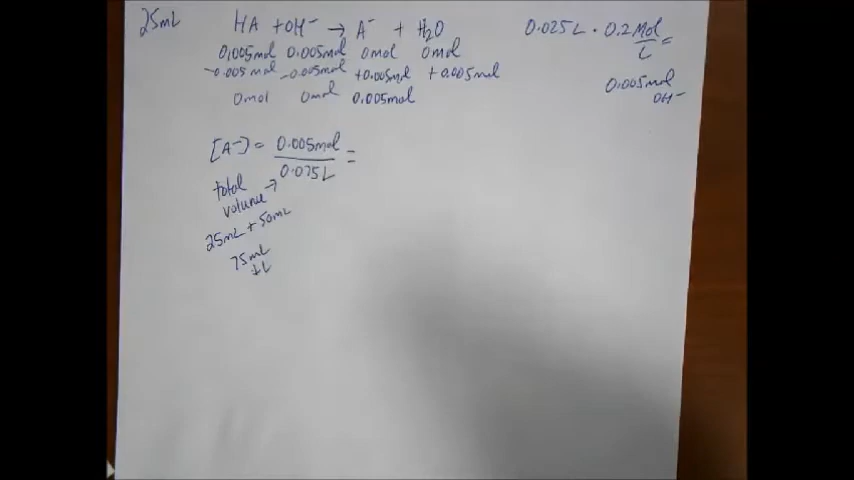 25mL
HA + OH⁻ → A⁻ + H₂O
0.005mol 0.005mol 0mol 0mol
-0.005mol -0.005mol +0.005mol +0.005mol
0mol 0mol 0.005mol
0.025L · 0.2 mol/L =
0.005mol
OH⁻
[A⁻] = 0.005mol / 0.075L =
total
volume →
25mL + 50mL
75mL
↓L